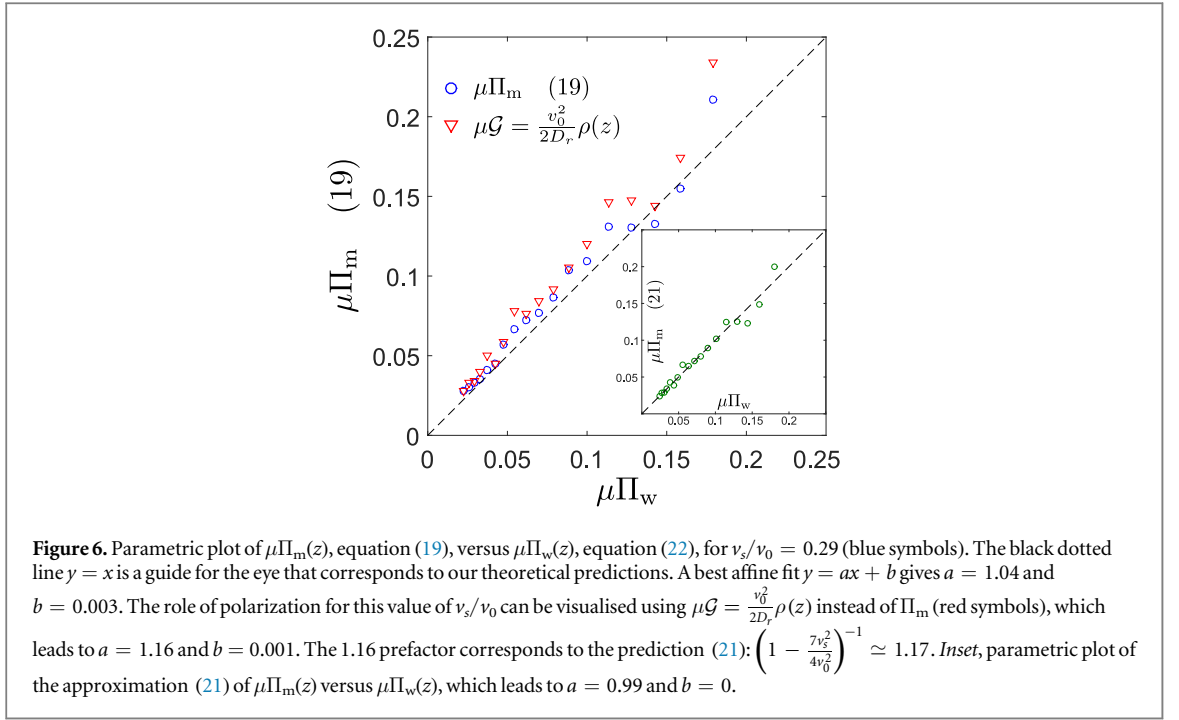 0.25
0.2
0.15
0.1
0.05
0
μΠm (19)
○ μΠm (19)
▽ μ𝒢 = v₀²/2Dᵣ ρ(z)
0.2
0.15
0.1
0.05
μΠm (21)
μΠw
0.05 0.1 0.15 0.2
0 0.05 0.1 0.15 0.2 0.25
μΠw
Figure 6. Parametric plot of μΠm(z), equation (19), versus μΠw(z), equation (22), for vs/v0 = 0.29 (blue symbols). The black dotted
line y = x is a guide for the eye that corresponds to our theoretical predictions. A best affine fit y = ax + b gives a = 1.04 and
b = 0.003. The role of polarization for this value of vs/v0 can be visualised using μ𝒢 = v₀²/2Dᵣ ρ(z) instead of Πm (red symbols), which
leads to a = 1.16 and b = 0.001. The 1.16 prefactor corresponds to the prediction (21): (1 − 7vs²/4v₀²)⁻¹ ≃ 1.17. Inset, parametric plot of
the approximation (21) of μΠm(z) versus μΠw(z), which leads to a = 0.99 and b = 0.